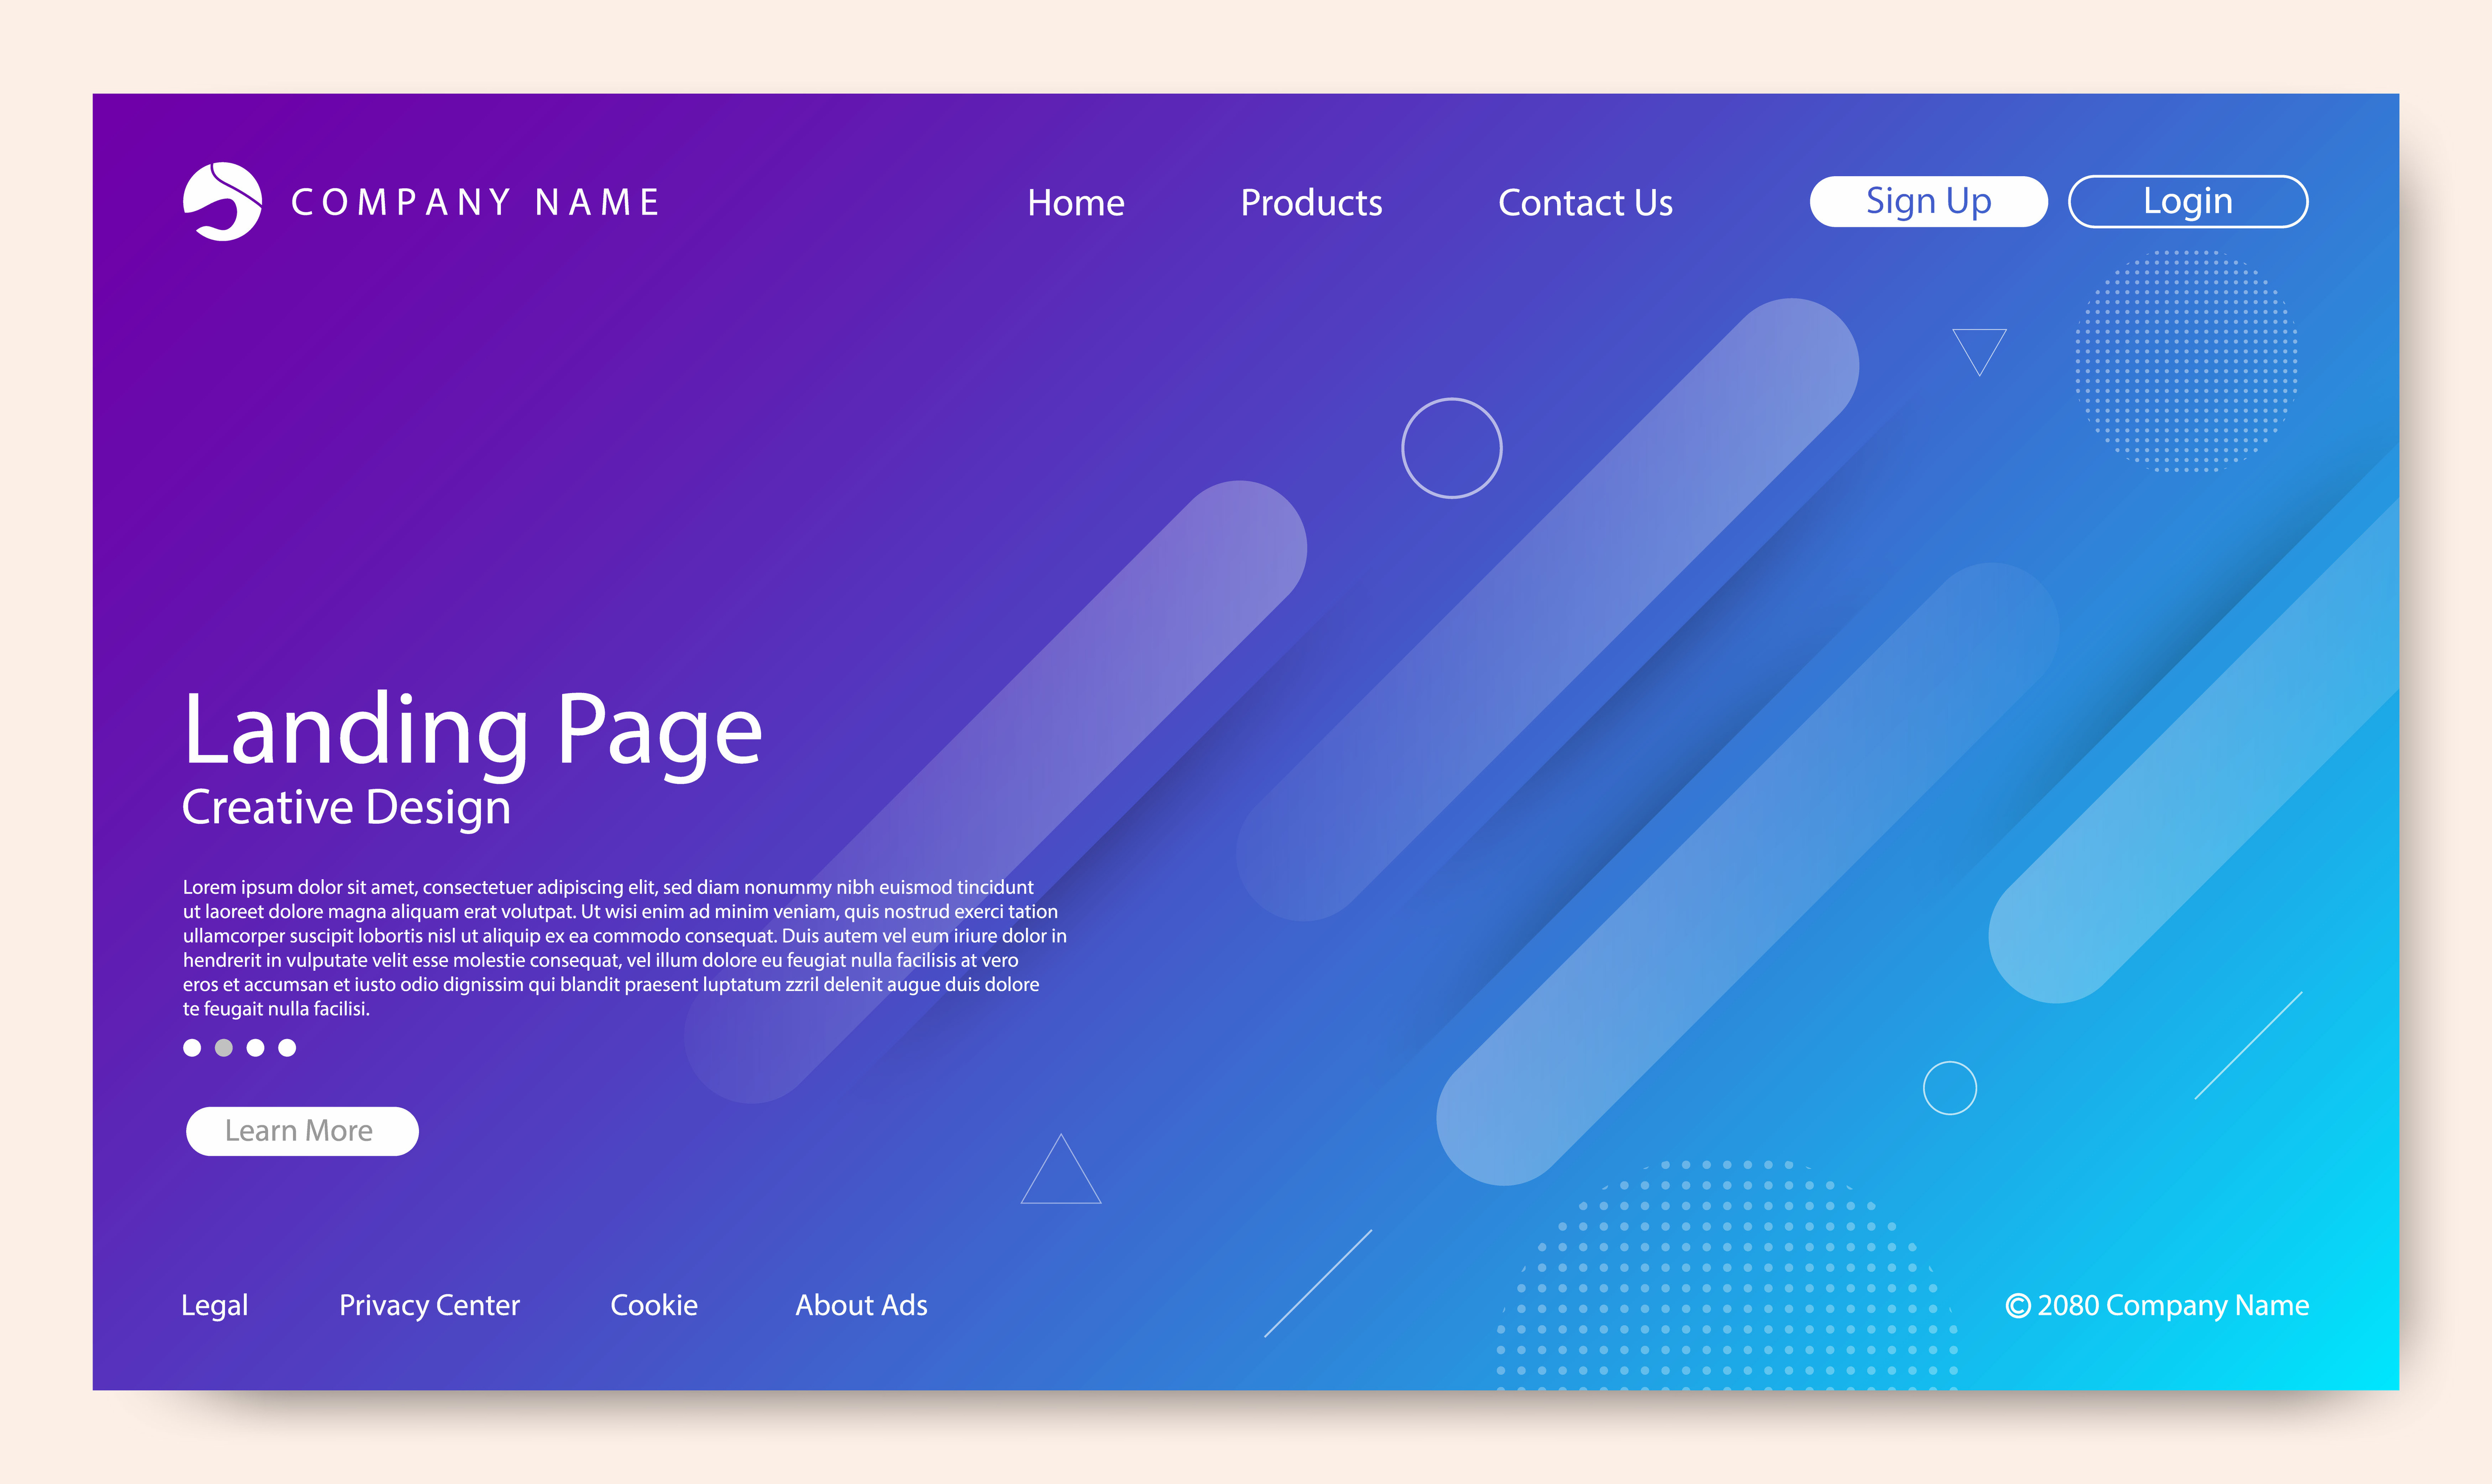 COMPANY NAME
Home Products Contact Us Sign Up Login
Landing Page
Creative Design
Lorem ipsum dolor sit amet, consectetuer adipiscing elit, sed diam nonummy nibh euismod tincidunt
ut laoreet dolore magna aliquam erat volutpat. Ut wisi enim ad minim veniam, quis nostrud exerci tation
ullamcorper suscipit lobortis nisl ut aliquip ex ea commodo consequat. Duis autem vel eum iriure dolor in
hendrerit in vulputate velit esse molestie consequat, vel illum dolore eu feugiat nulla facilisis at vero
eros et accumsan et iusto odio dignissim qui blandit praesent luptatum zzril delenit augue duis dolore
te feugait nulla facilisi.
Learn More
Legal Privacy Center Cookie About Ads © 2080 Company Name